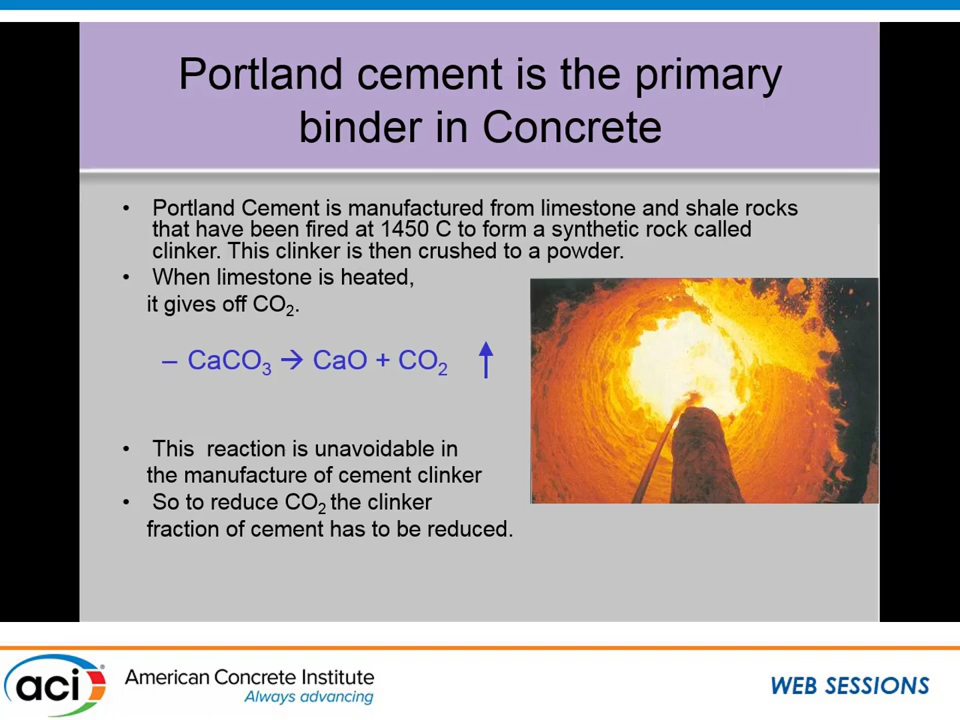 Portland cement is the primary
binder in Concrete
• Portland Cement is manufactured from limestone and shale rocks
that have been fired at 1450 C to form a synthetic rock called
clinker. This clinker is then crushed to a powder.
• When limestone is heated,
it gives off CO₂.
– CaCO₃ → CaO + CO₂ ↑
• This reaction is unavoidable in
the manufacture of cement clinker
• So to reduce CO₂ the clinker
fraction of cement has to be reduced.
aci
American Concrete Institute
Always advancing
WEB SESSIONS